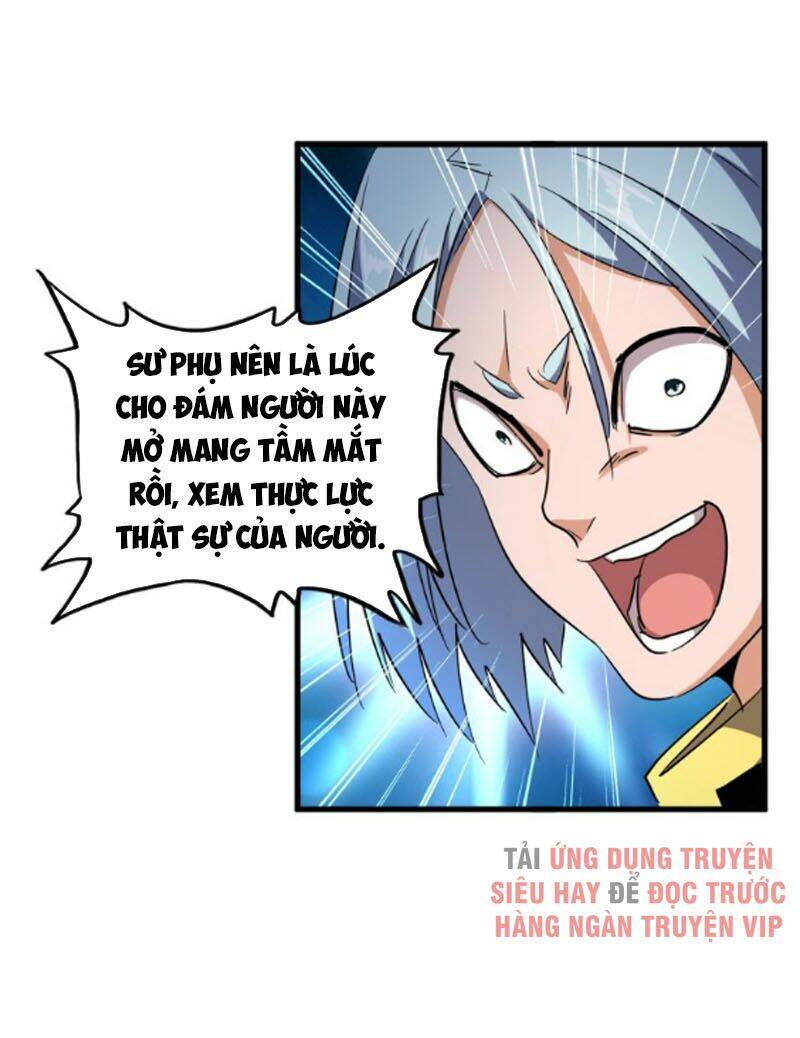 SƯ PHỤ NÊN LÀ LÚC
CHO ĐÁM NGƯỜI NÀY
MỞ MANG TẦM MẮT
RỒI, XEM THỰC LỰC
THẬT SỰ CỦA NGƯỜI.
TẢI ỨNG DỤNG TRUYỆN
SIÊU HAY ĐỂ ĐỌC TRƯỚC
HÀNG NGÀN TRUYỆN VIP